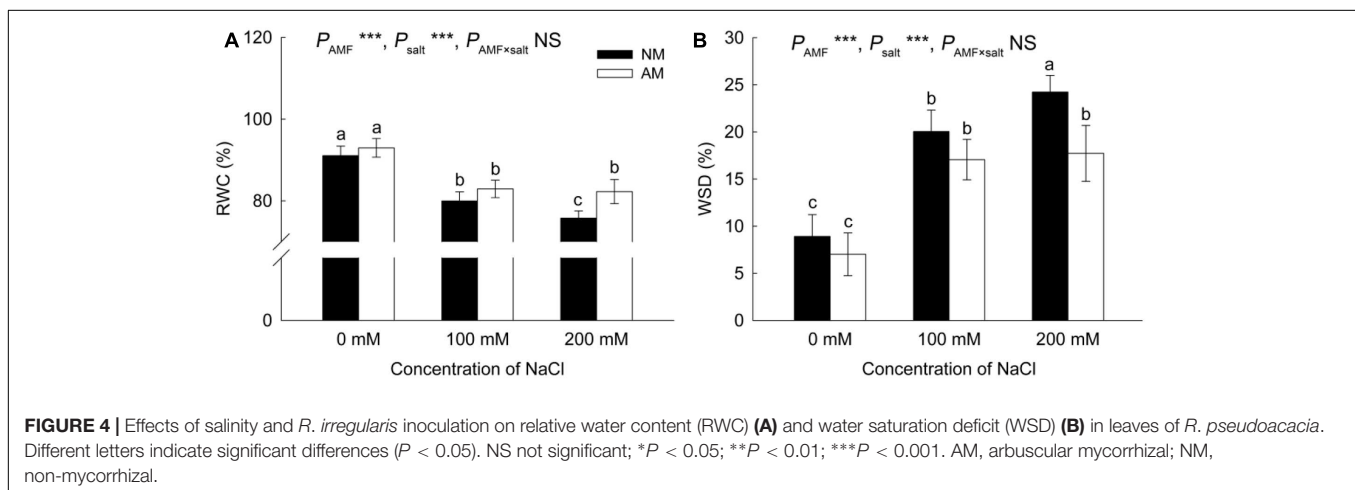 A
120
P_AMF ***, P_salt ***, P_AMF×salt NS
NM
AM
100
80
0
RWC (%)
a
a
b
b
c
b
0 mM
100 mM
200 mM
Concentration of NaCl
B
30
P_AMF ***, P_salt ***, P_AMF×salt NS
25
20
15
10
5
0
WSD (%)
c
c
b
b
a
b
0 mM
100 mM
200 mM
Concentration of NaCl
FIGURE 4 | Effects of salinity and R. irregularis inoculation on relative water content (RWC) (A) and water saturation deficit (WSD) (B) in leaves of R. pseudoacacia.
Different letters indicate significant differences (P < 0.05). NS not significant; *P < 0.05; **P < 0.01; ***P < 0.001. AM, arbuscular mycorrhizal; NM,
non-mycorrhizal.